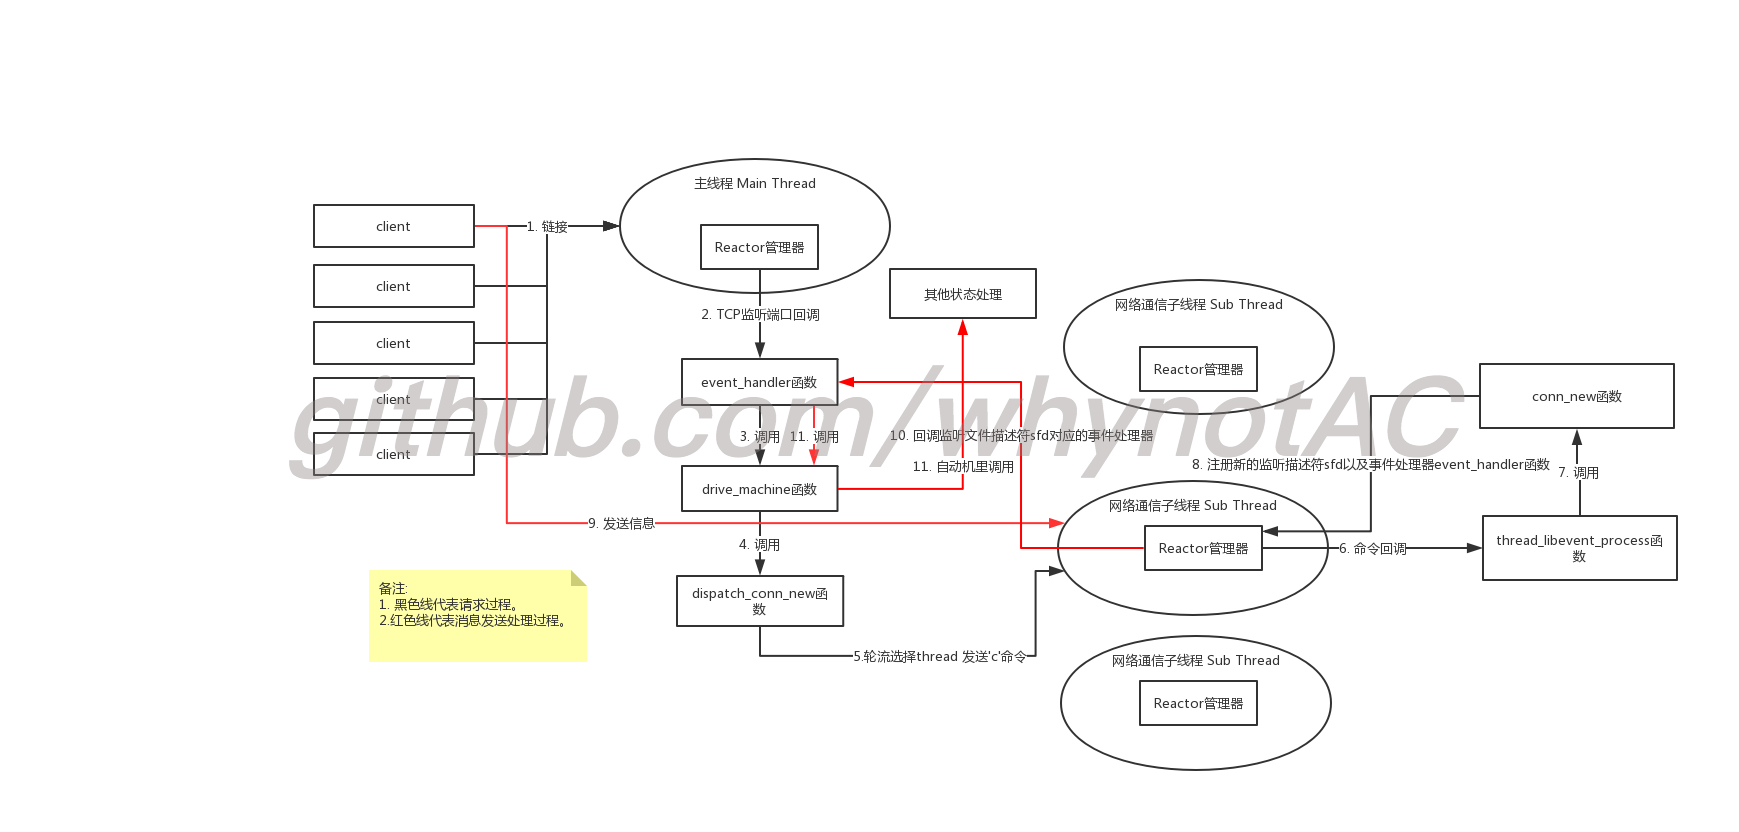 主线程 Main Thread
client
1. 链接
Reactor管理器
client
其他状态处理
网络通信子线程 Sub Thread
2. TCP监听端口回调
client
Reactor管理器
event_handler函数
client
conn_new函数
github.com/whynotAC
3. 调用
11. 调用
10. 回调监听文件描述符sfd对应的事件处理器
client
11. 自动机里调用
8. 注册新的监听描述符sfd以及事件处理器event_handler函数
7. 调用
drive_machine函数
网络通信子线程 Sub Thread
9. 发送信息
4. 调用
Reactor管理器
6. 命令回调
thread_libevent_process函
数
备注:
1. 黑色线代表请求过程。
2.红色线代表消息发送处理过程。
dispatch_conn_new函
数
5.轮流选择thread 发送'c'命令
网络通信子线程 Sub Thread
Reactor管理器